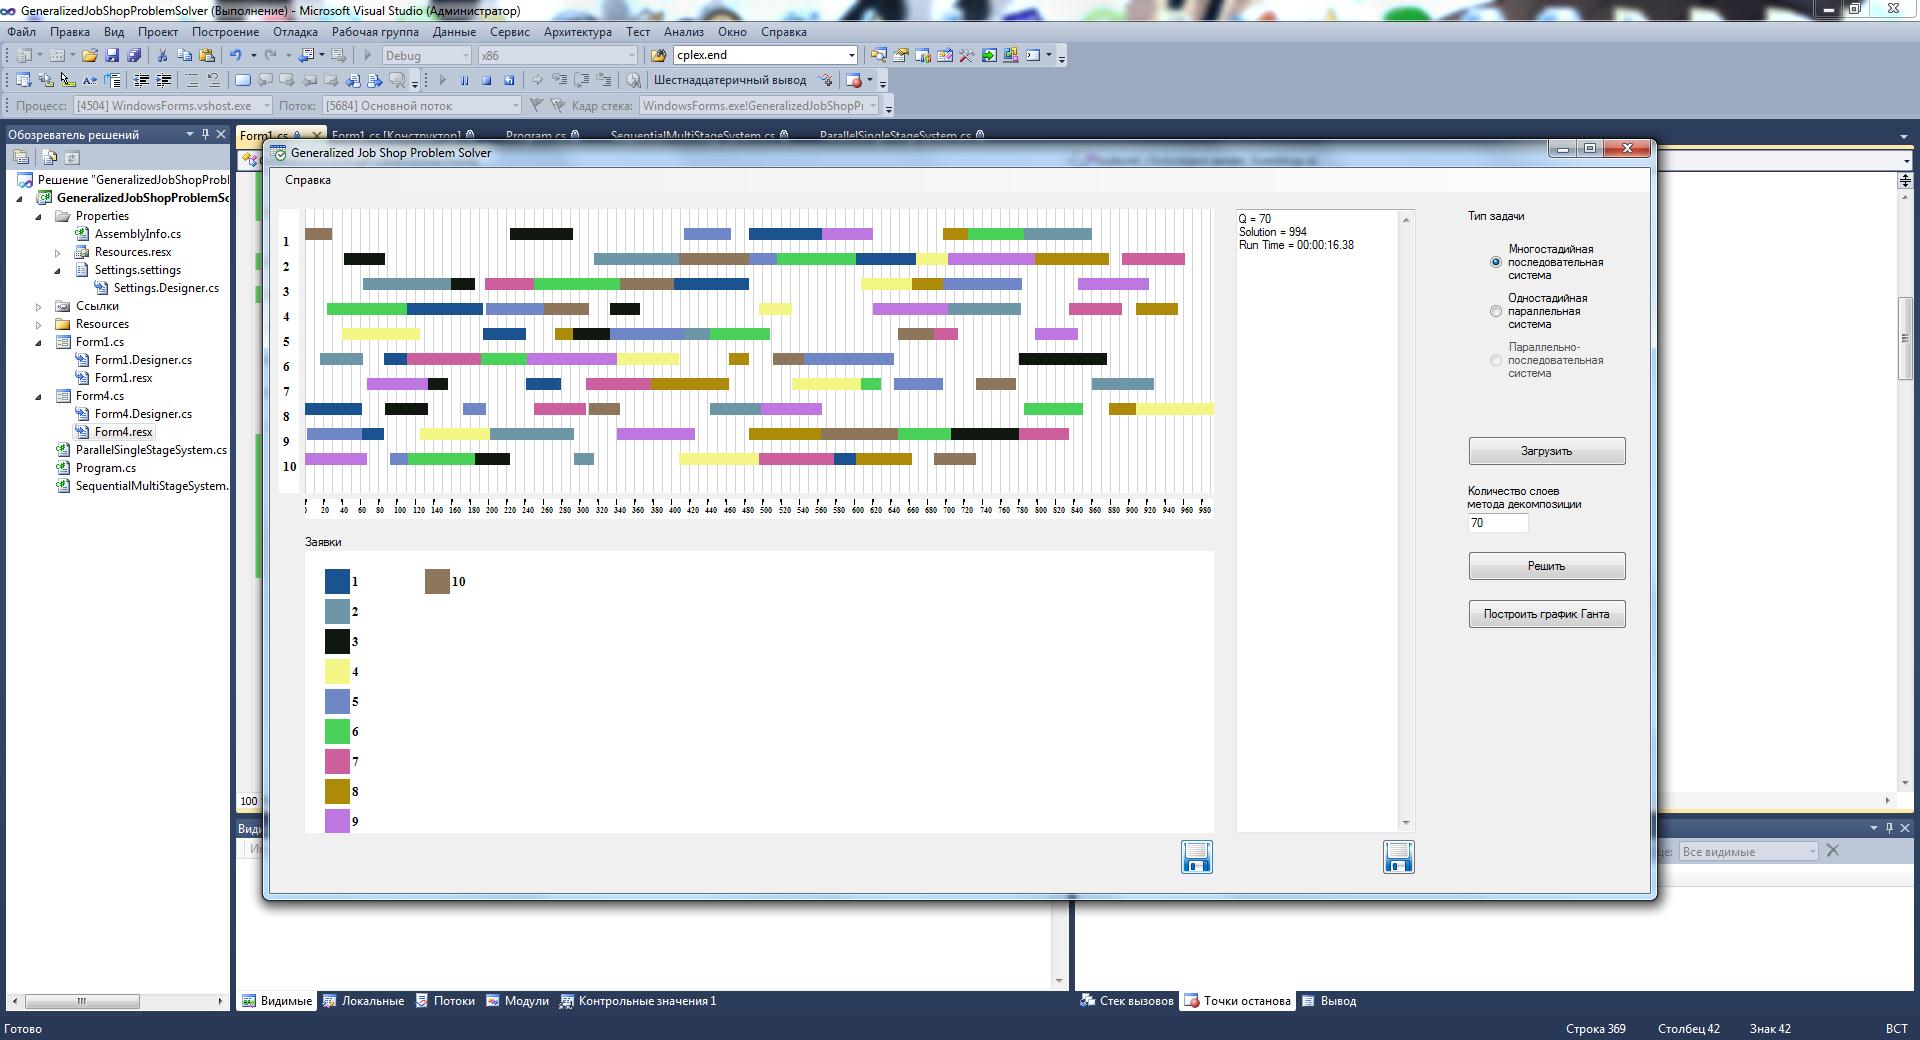 GeneralizedJobShopProblemSolver (Выполнение) - Microsoft Visual Studio (Администратор)
Файл Правка Вид Проект Построение Отладка Рабочая группа Данные Сервис Архитектура Тест Анализ Окно Справка
Debug x86 cplex.end
Шестнадцатеричный вывод
Процесс: [4504] WindowsForms.vshost.exe Поток: [5684] Основной поток Кадр стека: WindowsForms.exe!GeneralizedJobShopPr
Обозреватель решений
Form1.cs Form1.cs [Конструктор] Program.cs SequentialMultiStageSystem.cs ParallelSingleStageSystem.cs
Решение "GeneralizedJobShopProbl
GeneralizedJobShopProblemSo
Properties
AssemblyInfo.cs
Resources.resx
Settings.settings
Settings.Designer.cs
Ссылки
Resources
Form1.cs
Form1.Designer.cs
Form1.resx
Form4.cs
Form4.Designer.cs
Form4.resx
ParallelSingleStageSystem.cs
Program.cs
SequentialMultiStageSystem.
Generalized Job Shop Problem Solver
Справка
1
2
3
4
5
6
7
8
9
10
0 20 40 60 80 100 120 140 160 180 200 220 240 260 280 300 320 340 360 380 400 420 440 460 480 500 520 540 560 580 600 620 640 660 680 700 720 740 760 780 800 820 840 860 880 900 920 940 960 980
Заявки
1
2
3
4
5
6
7
8
9
10
Q = 70
Solution = 994
Run Time = 00:00:16.38
Тип задачи
Многостадийная
последовательная
система
Одностадийная
параллельная
система
Параллельно-
последовательная
система
Загрузить
Количество слоев
метода декомпозиции
70
Решить
Построить график Ганта
100
Види
Все видимые
Видимые Локальные Потоки Модули Контрольные значения 1
Стек вызовов Точки останова Вывод
Готово
Строка 369 Столбец 42 Знак 42 ВСТ